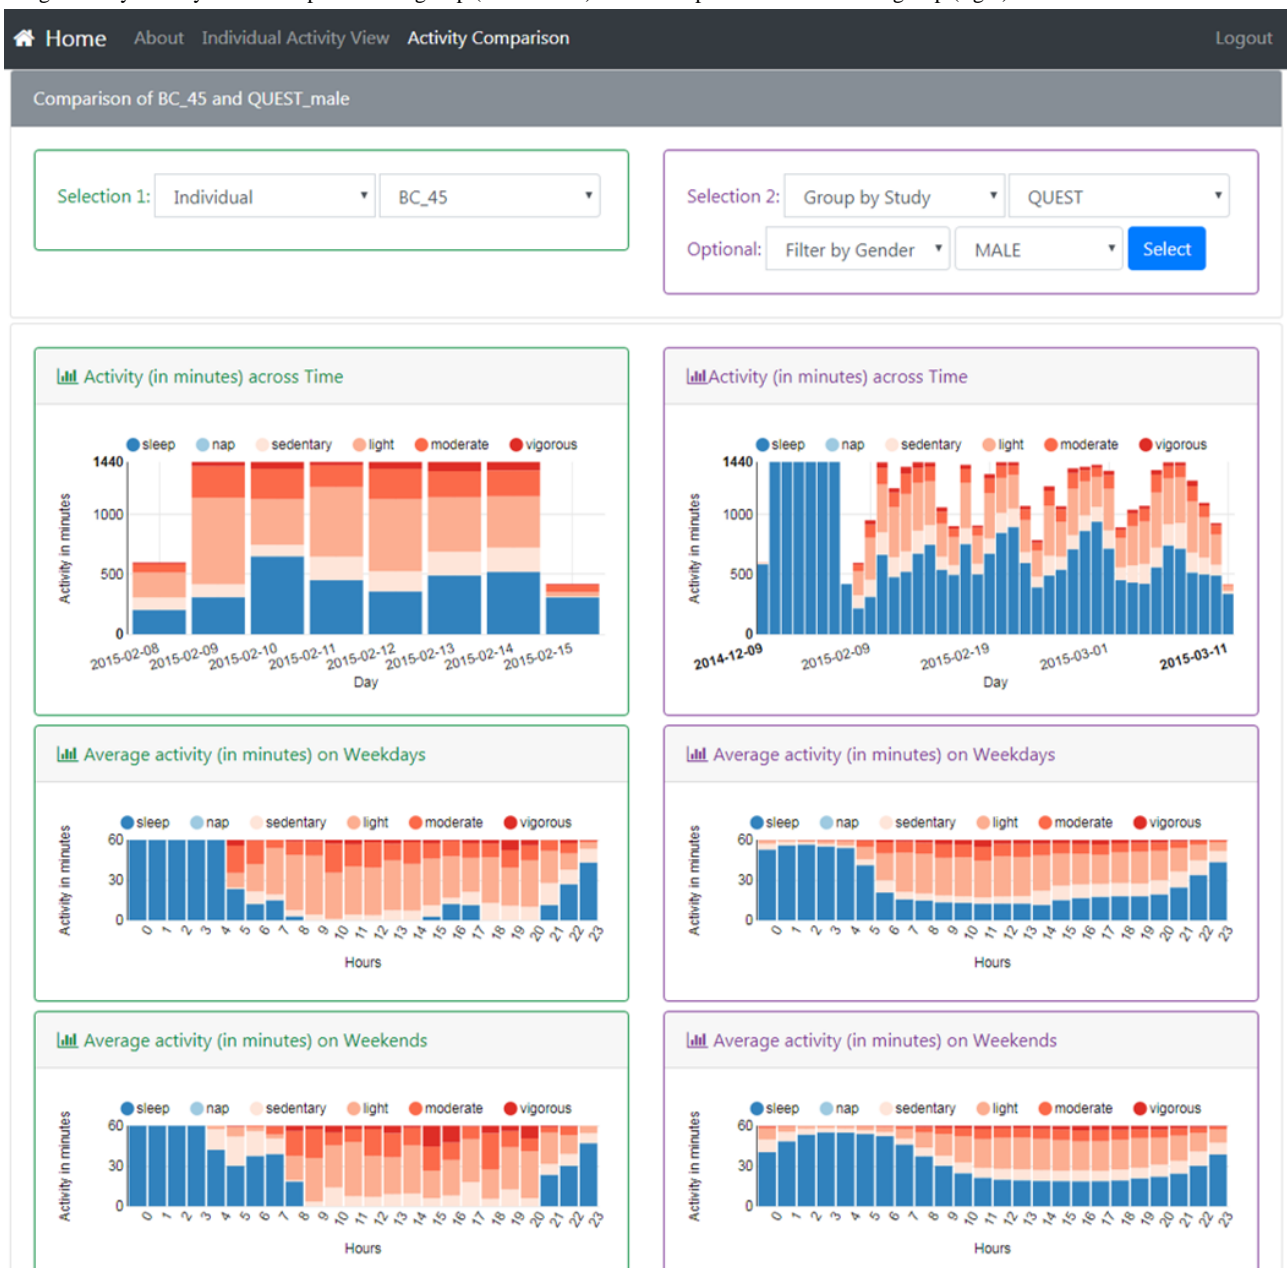 Home About Individual Activity View Activity Comparison Logout
Comparison of BC_45 and QUEST_male
Selection 1: Individual BC_45
Selection 2: Group by Study QUEST
Optional: Filter by Gender MALE Select
Activity (in minutes) across Time
sleep nap sedentary light moderate vigorous
1440
1000
500
0
Activity in minutes
2015-02-08 2015-02-09 2015-02-10 2015-02-11 2015-02-12 2015-02-13 2015-02-14 2015-02-15
Day
Activity (in minutes) across Time
sleep nap sedentary light moderate vigorous
1440
1000
500
0
Activity in minutes
2014-12-09 2015-02-09 2015-02-19 2015-03-01 2015-03-11
Day
Average activity (in minutes) on Weekdays
sleep nap sedentary light moderate vigorous
60
30
0
Activity in minutes
0 1 2 3 4 5 6 7 8 9 10 11 12 13 14 15 16 17 18 19 20 21 22 23
Hours
Average activity (in minutes) on Weekdays
sleep nap sedentary light moderate vigorous
60
30
0
Activity in minutes
0 1 2 3 4 5 6 7 8 9 10 11 12 13 14 15 16 17 18 19 20 21 22 23
Hours
Average activity (in minutes) on Weekends
sleep nap sedentary light moderate vigorous
60
30
0
Activity in minutes
0 1 2 3 4 5 6 7 8 9 10 11 12 13 14 15 16 17 18 19 20 21 22 23
Hours
Average activity (in minutes) on Weekends
sleep nap sedentary light moderate vigorous
60
30
0
Activity in minutes
0 1 2 3 4 5 6 7 8 9 10 11 12 13 14 15 16 17 18 19 20 21 22 23
Hours